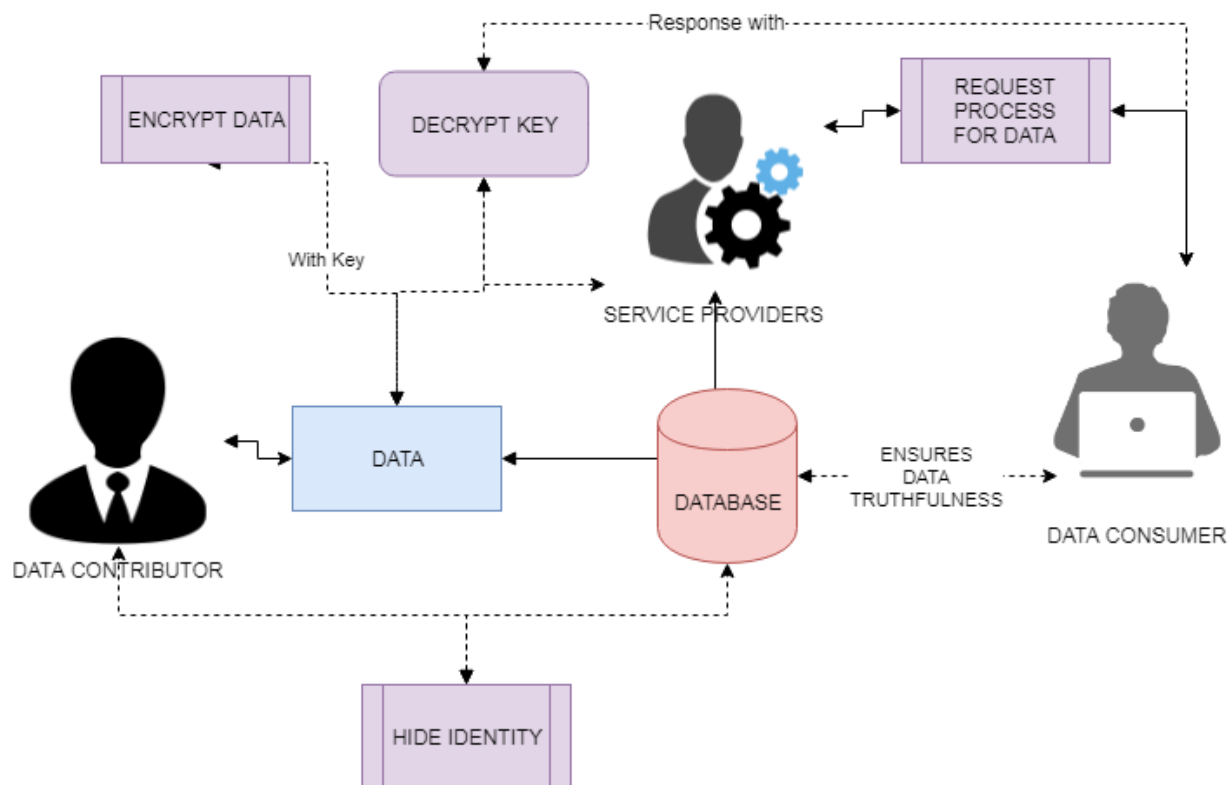 Response with
ENCRYPT DATA
DECRYPT KEY
REQUEST
PROCESS
FOR DATA
With Key
SERVICE PROVIDERS
DATA
DATABASE
ENSURES
DATA
TRUTHFULNESS
DATA CONSUMER
DATA CONTRIBUTOR
HIDE IDENTITY